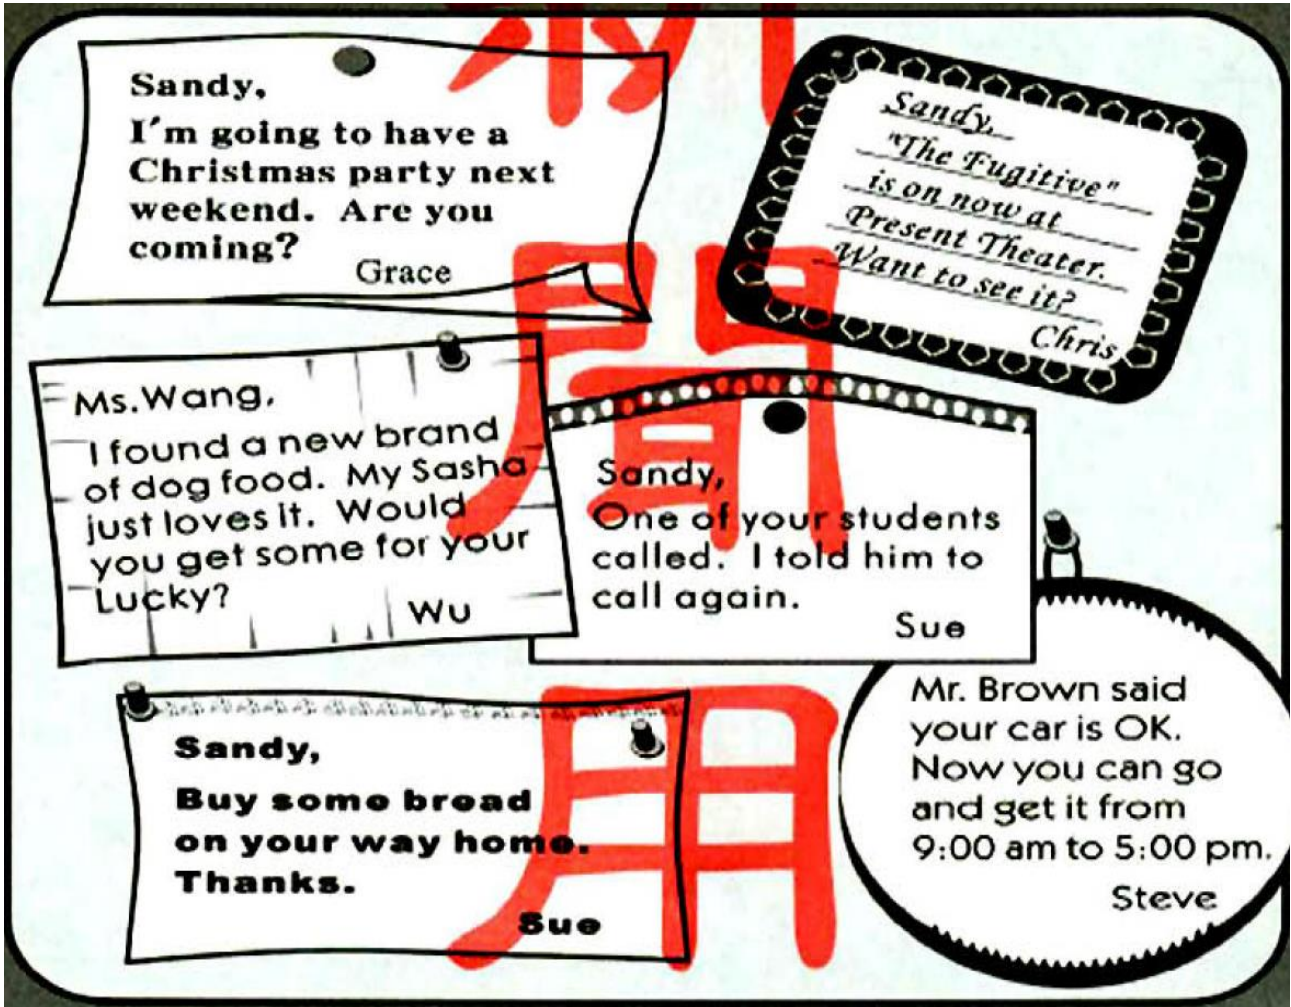 Sandy,
I'm going to have a
Christmas party next
weekend. Are you
coming?
Grace
Sandy,
"The Fugitive"
is on now at
Present Theater.
Want to see it?
Chris
Ms.Wang,
I found a new brand
of dog food. My Sasha
just loves it. Would
you get some for your
Lucky?
Wu
Sandy,
One of your students
called. I told him to
call again.
Sue
Sandy,
Buy some bread
on your way home.
Thanks.
Sue
Mr. Brown said
your car is OK.
Now you can go
and get it from
9:00 am to 5:00 pm.
Steve
用